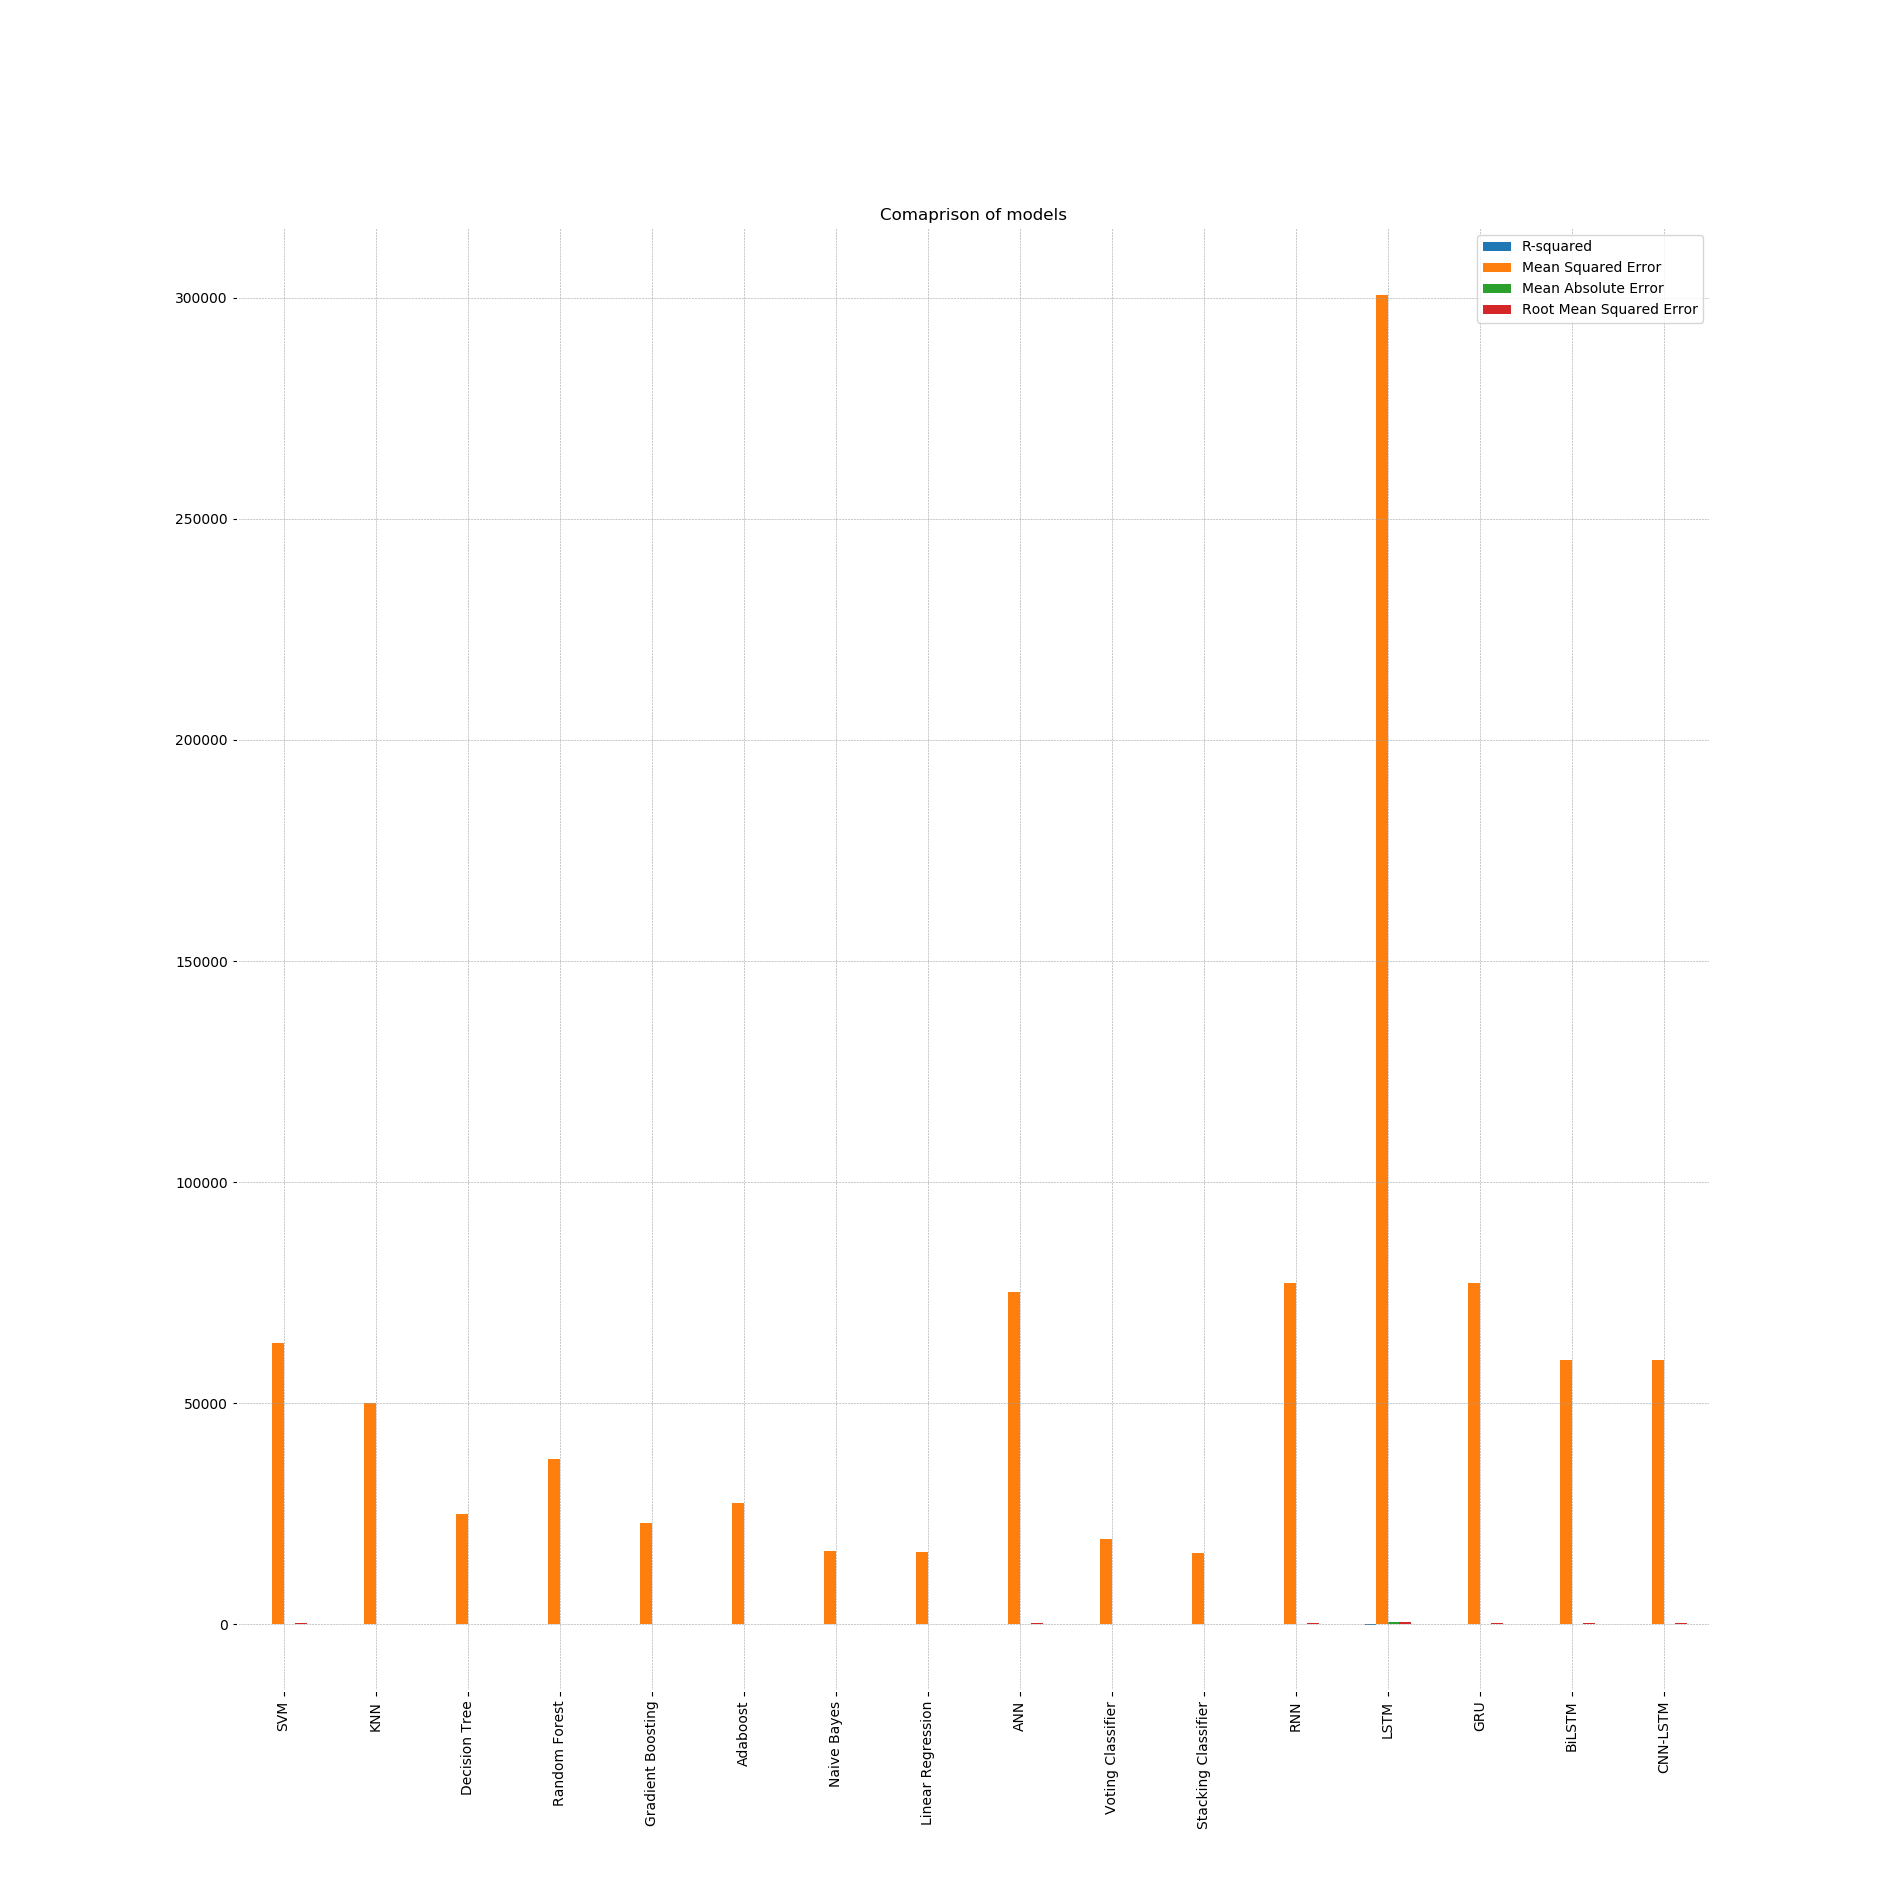 Comaprison of models
R-squared
Mean Squared Error
Mean Absolute Error
Root Mean Squared Error
300000
250000
200000
150000
100000
50000
0
SVM
KNN
Decision Tree
Random Forest
Gradient Boosting
Adaboost
Naive Bayes
Linear Regression
ANN
Voting Classifier
Stacking Classifier
RNN
LSTM
GRU
BiLSTM
CNN-LSTM